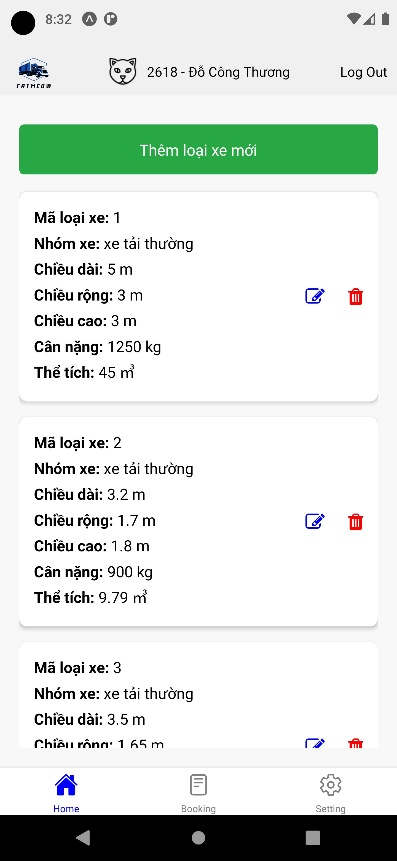 8:32
FATMEOW
2618 - Đỗ Công Thương
Log Out
Thêm loại xe mới
Mã loại xe: 1
Nhóm xe: xe tải thường
Chiều dài: 5 m
Chiều rộng: 3 m
Chiều cao: 3 m
Cân nặng: 1250 kg
Thể tích: 45 m³
Mã loại xe: 2
Nhóm xe: xe tải thường
Chiều dài: 3.2 m
Chiều rộng: 1.7 m
Chiều cao: 1.8 m
Cân nặng: 900 kg
Thể tích: 9.79 m³
Mã loại xe: 3
Nhóm xe: xe tải thường
Chiều dài: 3.5 m
Chiều rộng: 1.65 m
Home
Booking
Setting